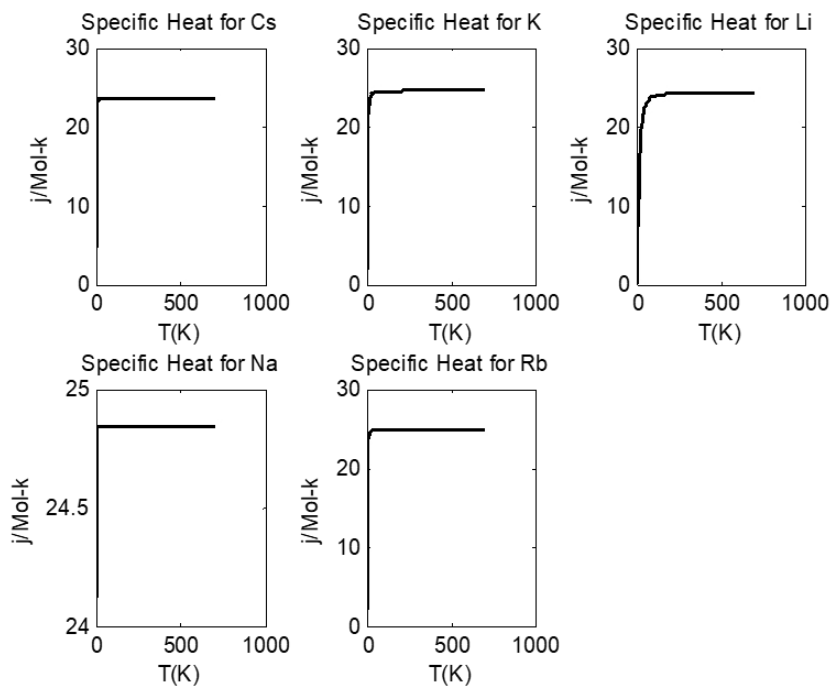 Specific Heat for Cs
30
20
10
0
j/Mol-k
0 500 1000
T(K)
Specific Heat for K
30
20
10
0
j/Mol-k
0 500 1000
T(K)
Specific Heat for Li
30
20
10
0
j/Mol-k
0 500 1000
T(K)
Specific Heat for Na
25
24.5
24
j/Mol-k
0 500 1000
T(K)
Specific Heat for Rb
30
20
10
0
j/Mol-k
0 500 1000
T(K)